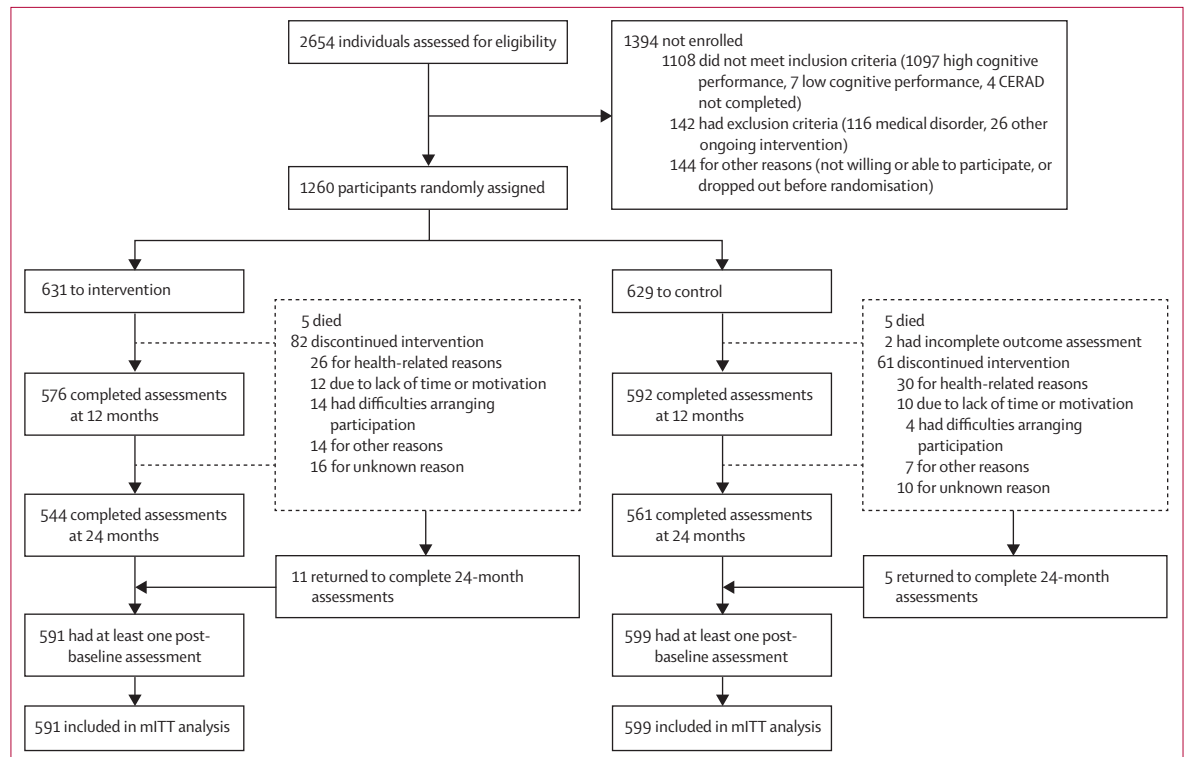 2654 individuals assessed for eligibility
1394 not enrolled
1108 did not meet inclusion criteria (1097 high cognitive
performance, 7 low cognitive performance, 4 CERAD
not completed)
142 had exclusion criteria (116 medical disorder, 26 other
ongoing intervention)
144 for other reasons (not willing or able to participate, or
dropped out before randomisation)
1260 participants randomly assigned
631 to intervention
5 died
82 discontinued intervention
26 for health-related reasons
12 due to lack of time or motivation
14 had difficulties arranging
participation
14 for other reasons
16 for unknown reason
576 completed assessments
at 12 months
544 completed assessments
at 24 months
11 returned to complete 24-month
assessments
591 had at least one post-
baseline assessment
591 included in mITT analysis
629 to control
5 died
2 had incomplete outcome assessment
61 discontinued intervention
30 for health-related reasons
10 due to lack of time or motivation
4 had difficulties arranging
participation
7 for other reasons
10 for unknown reason
592 completed assessments
at 12 months
561 completed assessments
at 24 months
5 returned to complete 24-month
assessments
599 had at least one post-
baseline assessment
599 included in mITT analysis